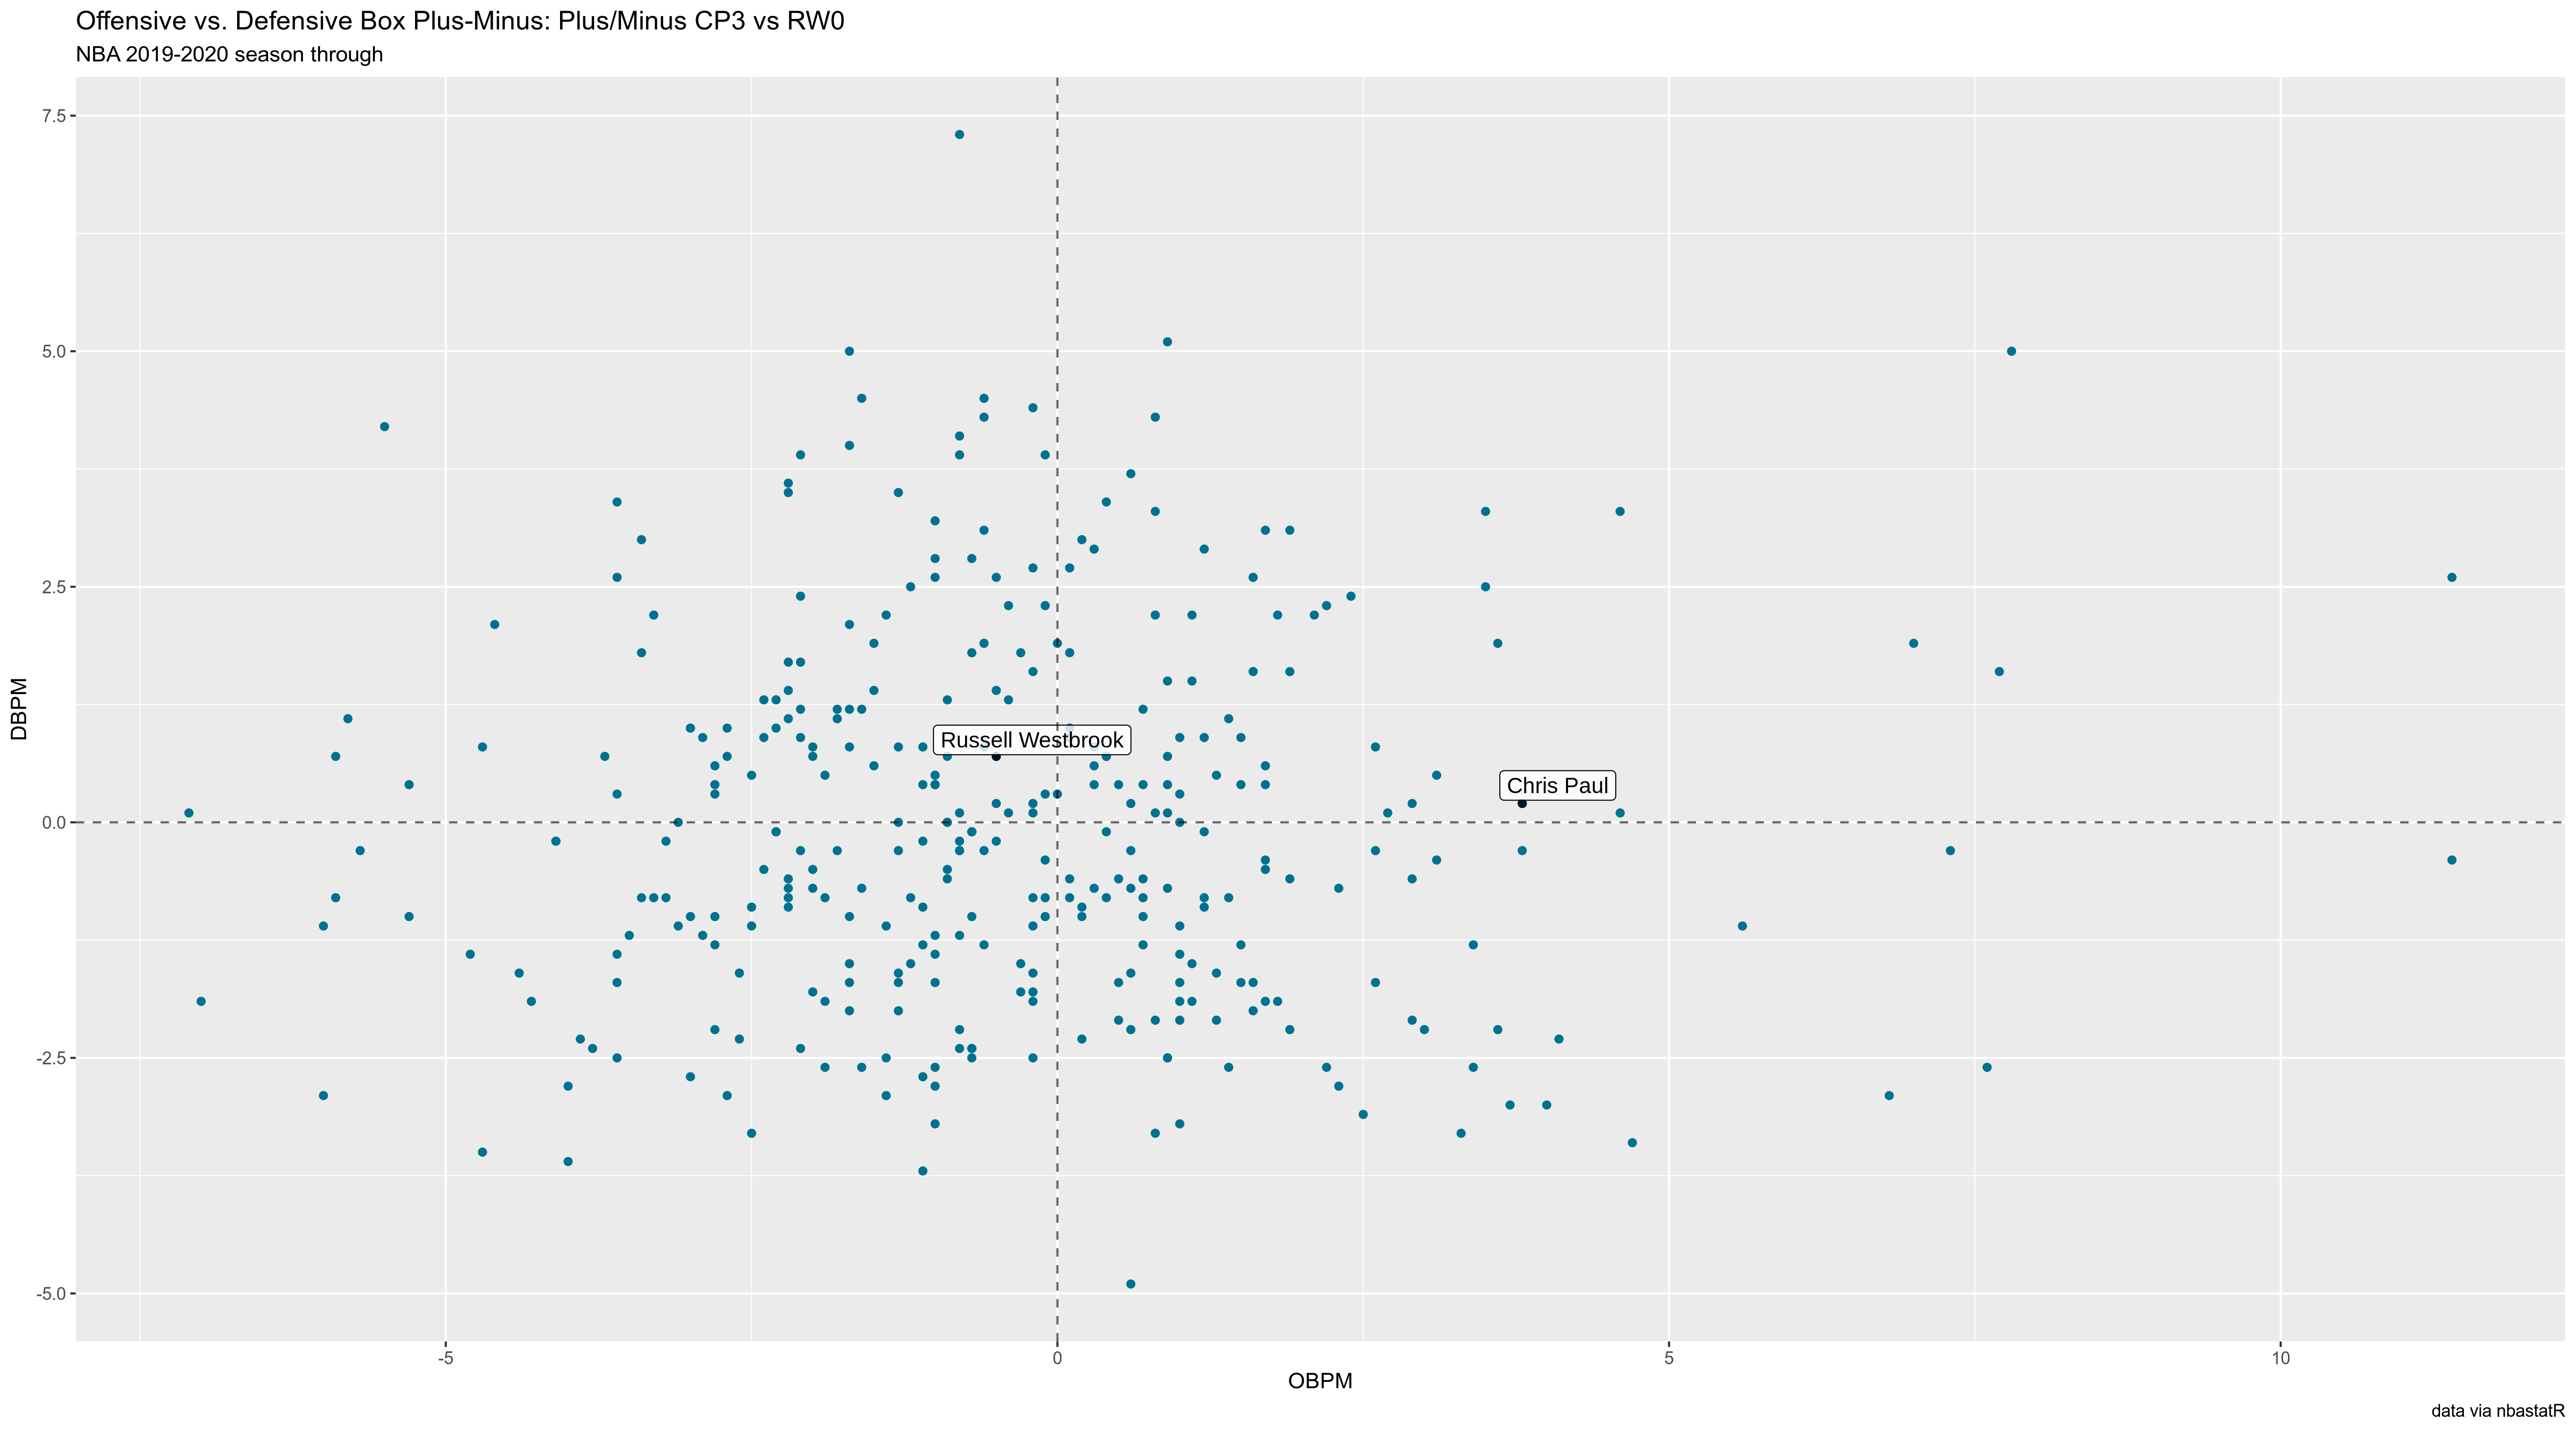 Offensive vs. Defensive Box Plus-Minus: Plus/Minus CP3 vs RW0
NBA 2019-2020 season through
7.5
5.0
2.5
0.0
-2.5
-5.0
DBPM
Russell Westbrook
Chris Paul
-5
0
5
10
OBPM
data via nbastatR